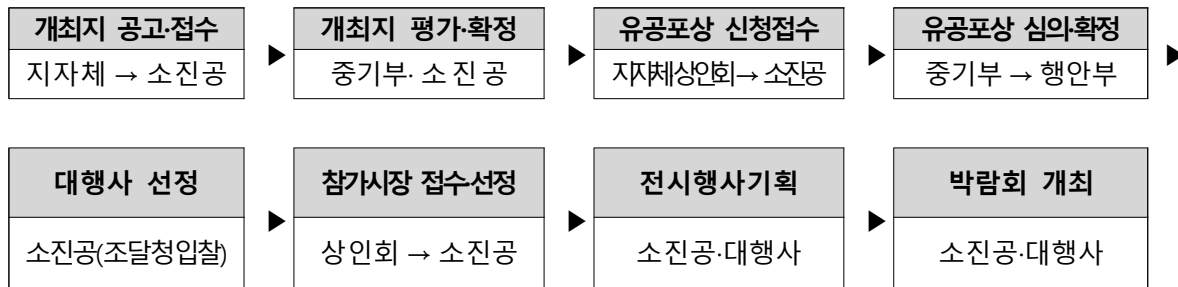 개최지 공고·접수 ▶ 개최지 평가·확정 ▶ 유공포상 신청접수 ▶ 유공포상 심의·확정 ▶
지자체 → 소진공 중기부·소진공 지자체상인회→ 소진공 중기부 → 행안부
대행사 선정 ▶ 참가시장 접수·선정 ▶ 전시행사기획 ▶ 박람회 개최
소진공(조달청입찰) 상인회 → 소진공 소진공·대행사 소진공·대행사